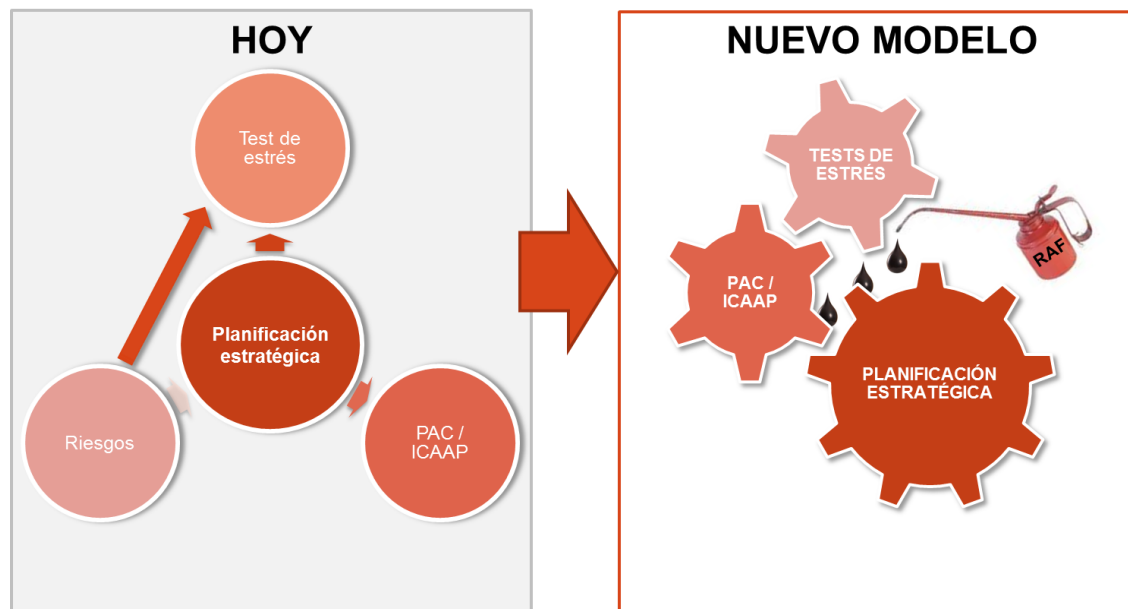 HOY
Test de
estrés
Planificación
estratégica
Riesgos
PAC /
ICAAP
NUEVO MODELO
TESTS DE
ESTRÉS
RAF
PAC /
ICAAP
PLANIFICACIÓN
ESTRATÉGICA